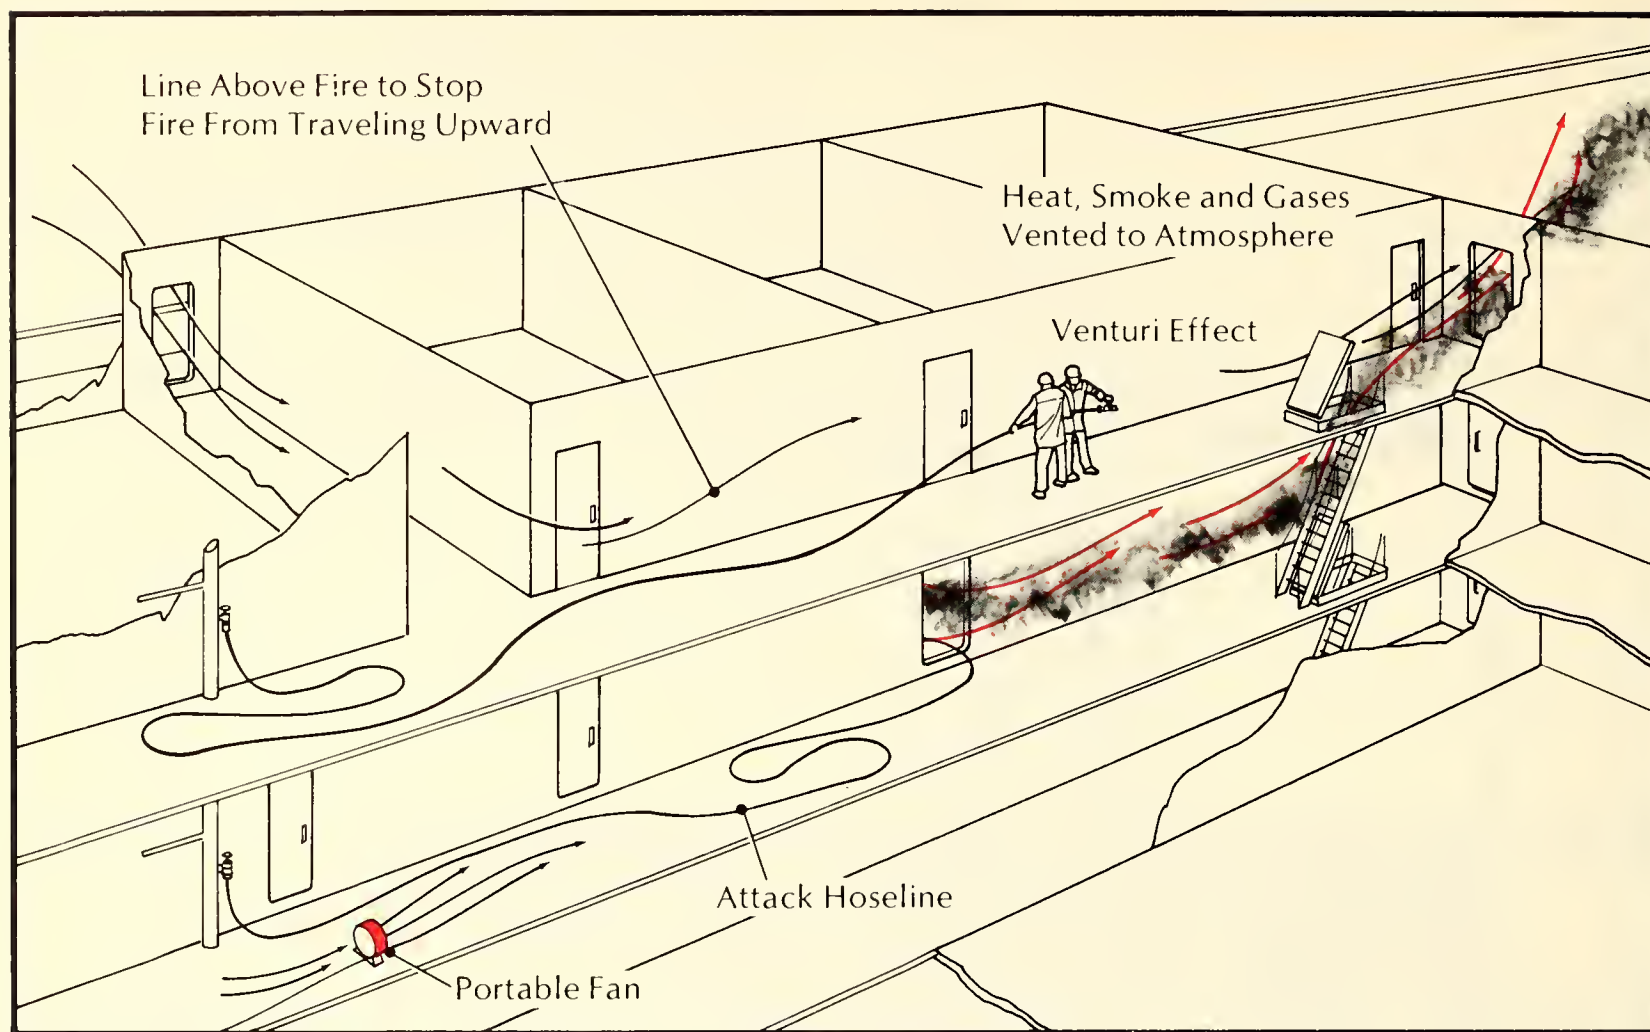 Line Above Fire to Stop
Fire From Traveling Upward
Heat, Smoke and Gases
Vented to Atmosphere
Venturi Effect
Attack Hoseline
Portable Fan